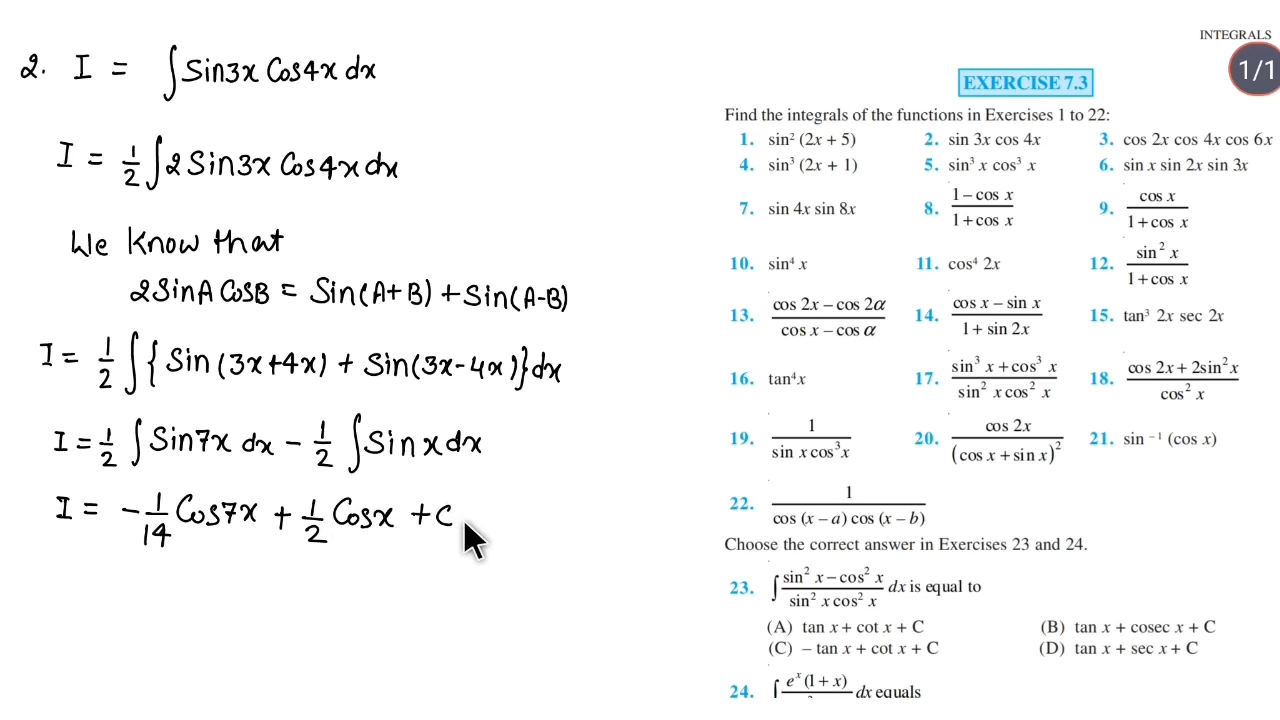 2. I = ∫ Sin3x Cos4x dx
I = 1/2 ∫ 2 Sin3x Cos4x dx
We Know that
2SinA CosB = Sin(A+B) + Sin(A-B)
I = 1/2 ∫ { Sin (3x+4x) + Sin(3x-4x) } dx
I = 1/2 ∫ Sin7x dx - 1/2 ∫ Sin x dx
I = -1/14 Cos7x + 1/2 Cosx + C
INTEGRALS
1/1
EXERCISE 7.3
Find the integrals of the functions in Exercises 1 to 22:
1. sin² (2x + 5) 2. sin 3x cos 4x 3. cos 2x cos 4x cos 6x
4. sin³ (2x + 1) 5. sin³ x cos³ x 6. sin x sin 2x sin 3x
7. sin 4x sin 8x 8. (1 – cos x)/(1 + cos x) 9. cos x/(1 + cos x)
10. sin⁴ x 11. cos⁴ 2x 12. sin² x/(1 + cos x)
13. (cos 2x – cos 2α)/(cos x – cos α) 14. (cos x – sin x)/(1 + sin 2x) 15. tan³ 2x sec 2x
16. tan⁴x 17. (sin³ x + cos³ x)/(sin² x cos² x) 18. (cos 2x + 2sin² x)/(cos² x)
19. 1/(sin x cos³ x) 20. cos 2x/(cos x + sin x)² 21. sin ⁻¹ (cos x)
22. 1/(cos (x – a) cos (x – b))
Choose the correct answer in Exercises 23 and 24.
23. ∫ (sin² x – cos² x)/(sin² x cos² x) dx is equal to
(A) tan x + cot x + C (B) tan x + cosec x + C
(C) – tan x + cot x + C (D) tan x + sec x + C
24. ∫ eˣ (1 + x) dx equals